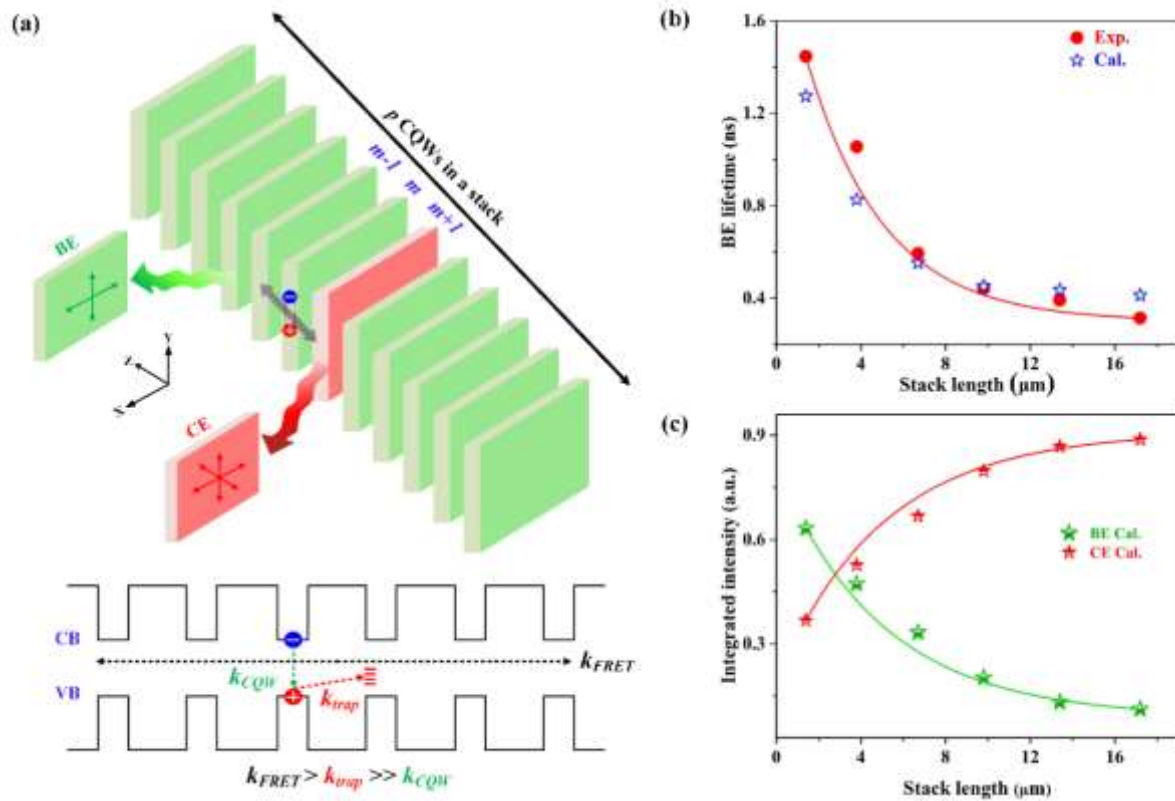 (a)
p CQWs in a stack
m-1 m m+1
BE
CE
Y
Z
X
CB
VB
k_FRET
k_CQW
k_trap
k_FRET > k_trap >> k_CQW
(b)
1.6
1.2
0.8
0.4
BE lifetime (ns)
Exp.
Cal.
0 4 8 12 16
Stack length (μm)
(c)
0.9
0.6
0.3
Integrated intensity (a.u.)
BE Cal.
CE Cal.
0 4 8 12 16
Stack length (μm)